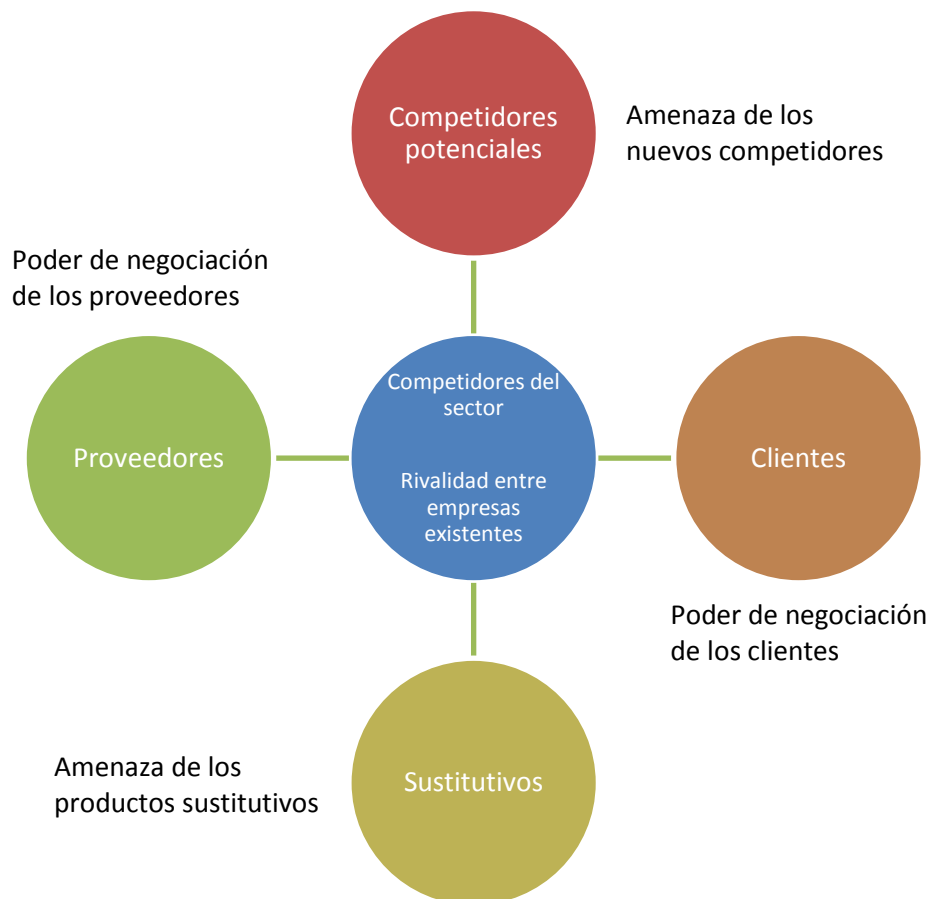 Competidores
potenciales
Amenaza de los
nuevos competidores
Poder de negociación
de los proveedores
Proveedores
Competidores del
sector
Rivalidad entre
empresas
existentes
Clientes
Poder de negociación
de los clientes
Amenaza de los
productos sustitutivos
Sustitutivos